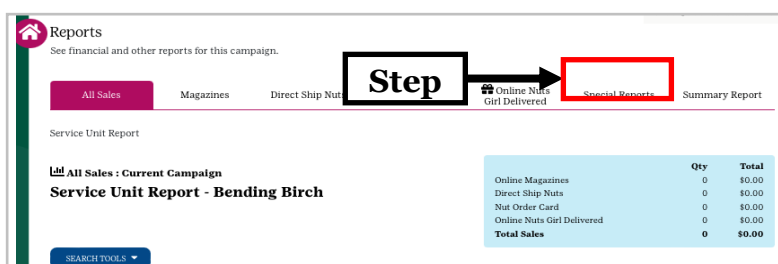 Reports
See financial and other reports for this campaign.
Step
All Sales
Magazines
Direct Ship Nuts
Online Nuts
Girl Delivered
Special Reports
Summary Report
Service Unit Report
All Sales : Current Campaign
Service Unit Report - Bending Birch
Qty Total
Online Magazines 0 $0.00
Direct Ship Nuts 0 $0.00
Nut Order Card 0 $0.00
Online Nuts Girl Delivered 0 $0.00
Total Sales 0 $0.00
SEARCH TOOLS